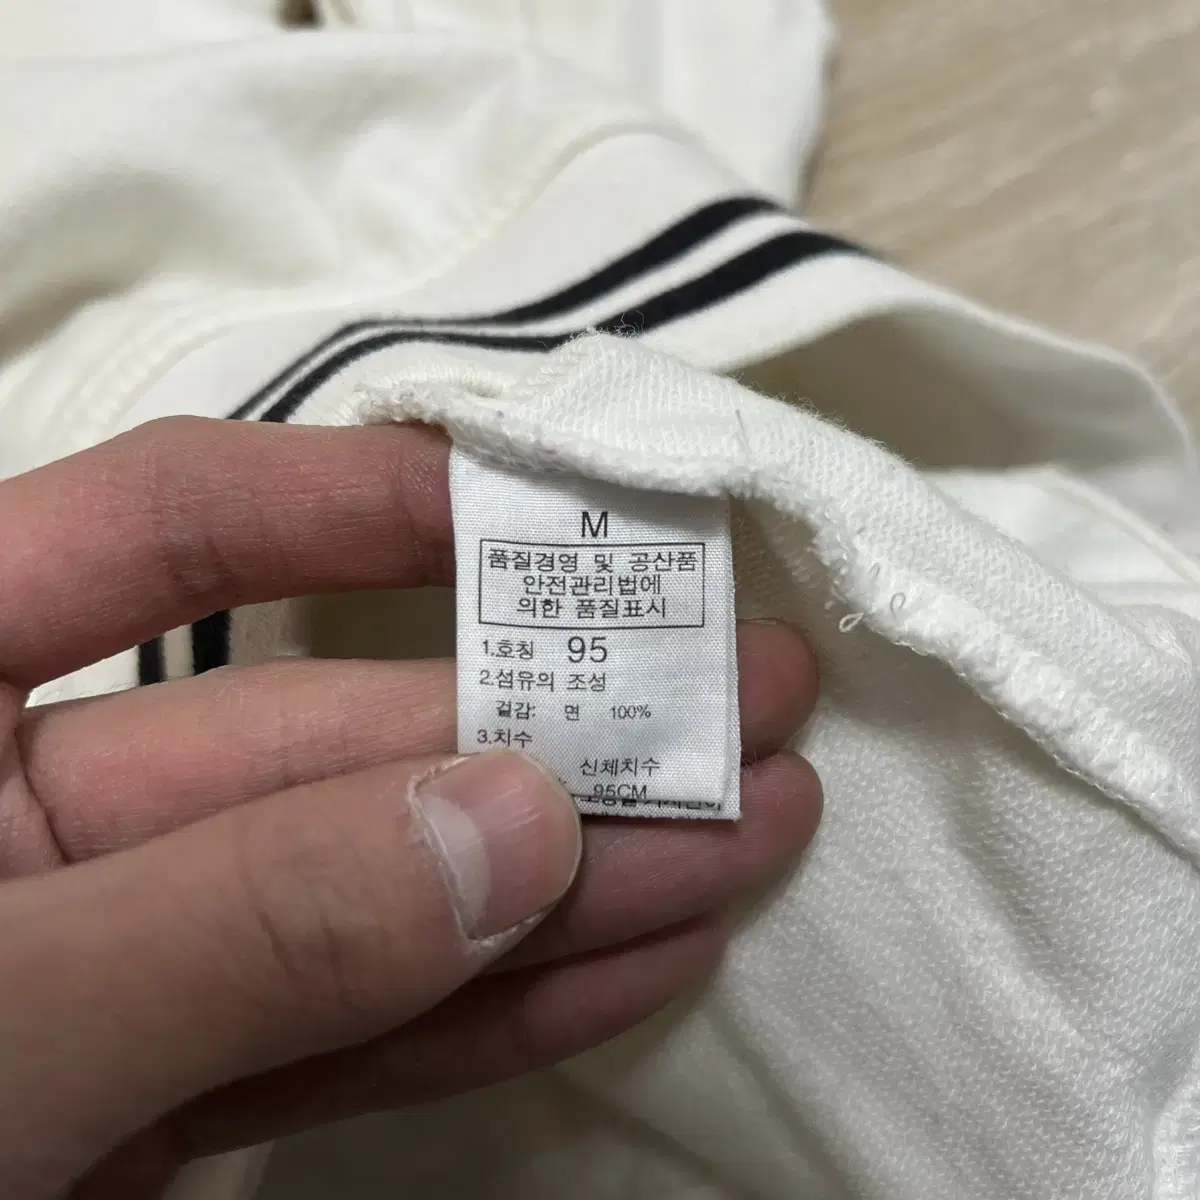 M
품질경영 및 공산품
안전관리법에
의한 품질표시
1.호칭 95
2.섬유의 조성
겉감: 면 100%
3.치수
신체치수
95CM